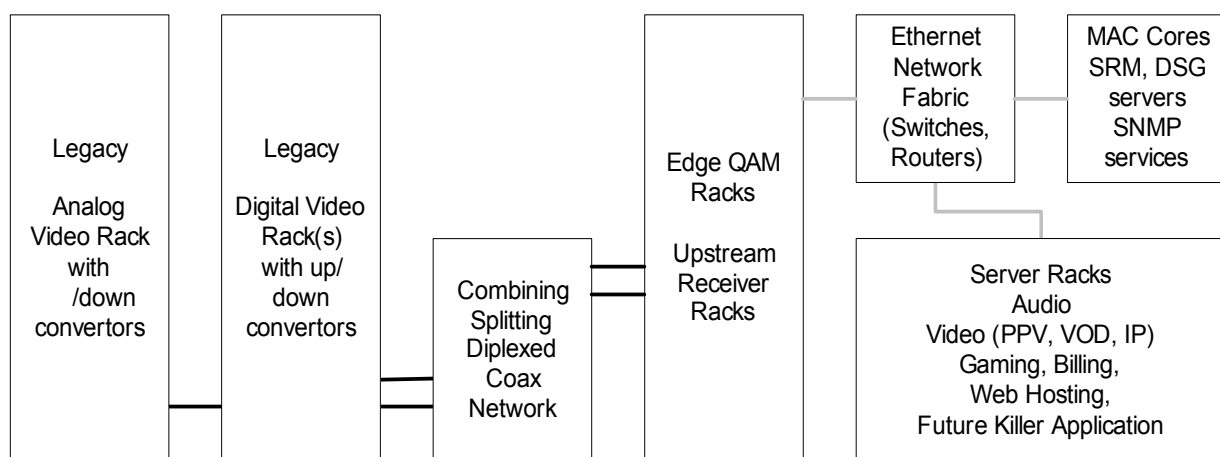 Legacy
Analog
Video Rack
with
/down
convertors
Legacy
Digital Video
Rack(s)
with up/
down
convertors
Combining
Splitting
Diplexed
Coax
Network
Edge QAM
Racks
Upstream
Receiver
Racks
Ethernet
Network
Fabric
(Switches,
Routers)
MAC Cores
SRM, DSG
servers
SNMP
services
Server Racks
Audio
Video (PPV, VOD, IP)
Gaming, Billing,
Web Hosting,
Future Killer Application